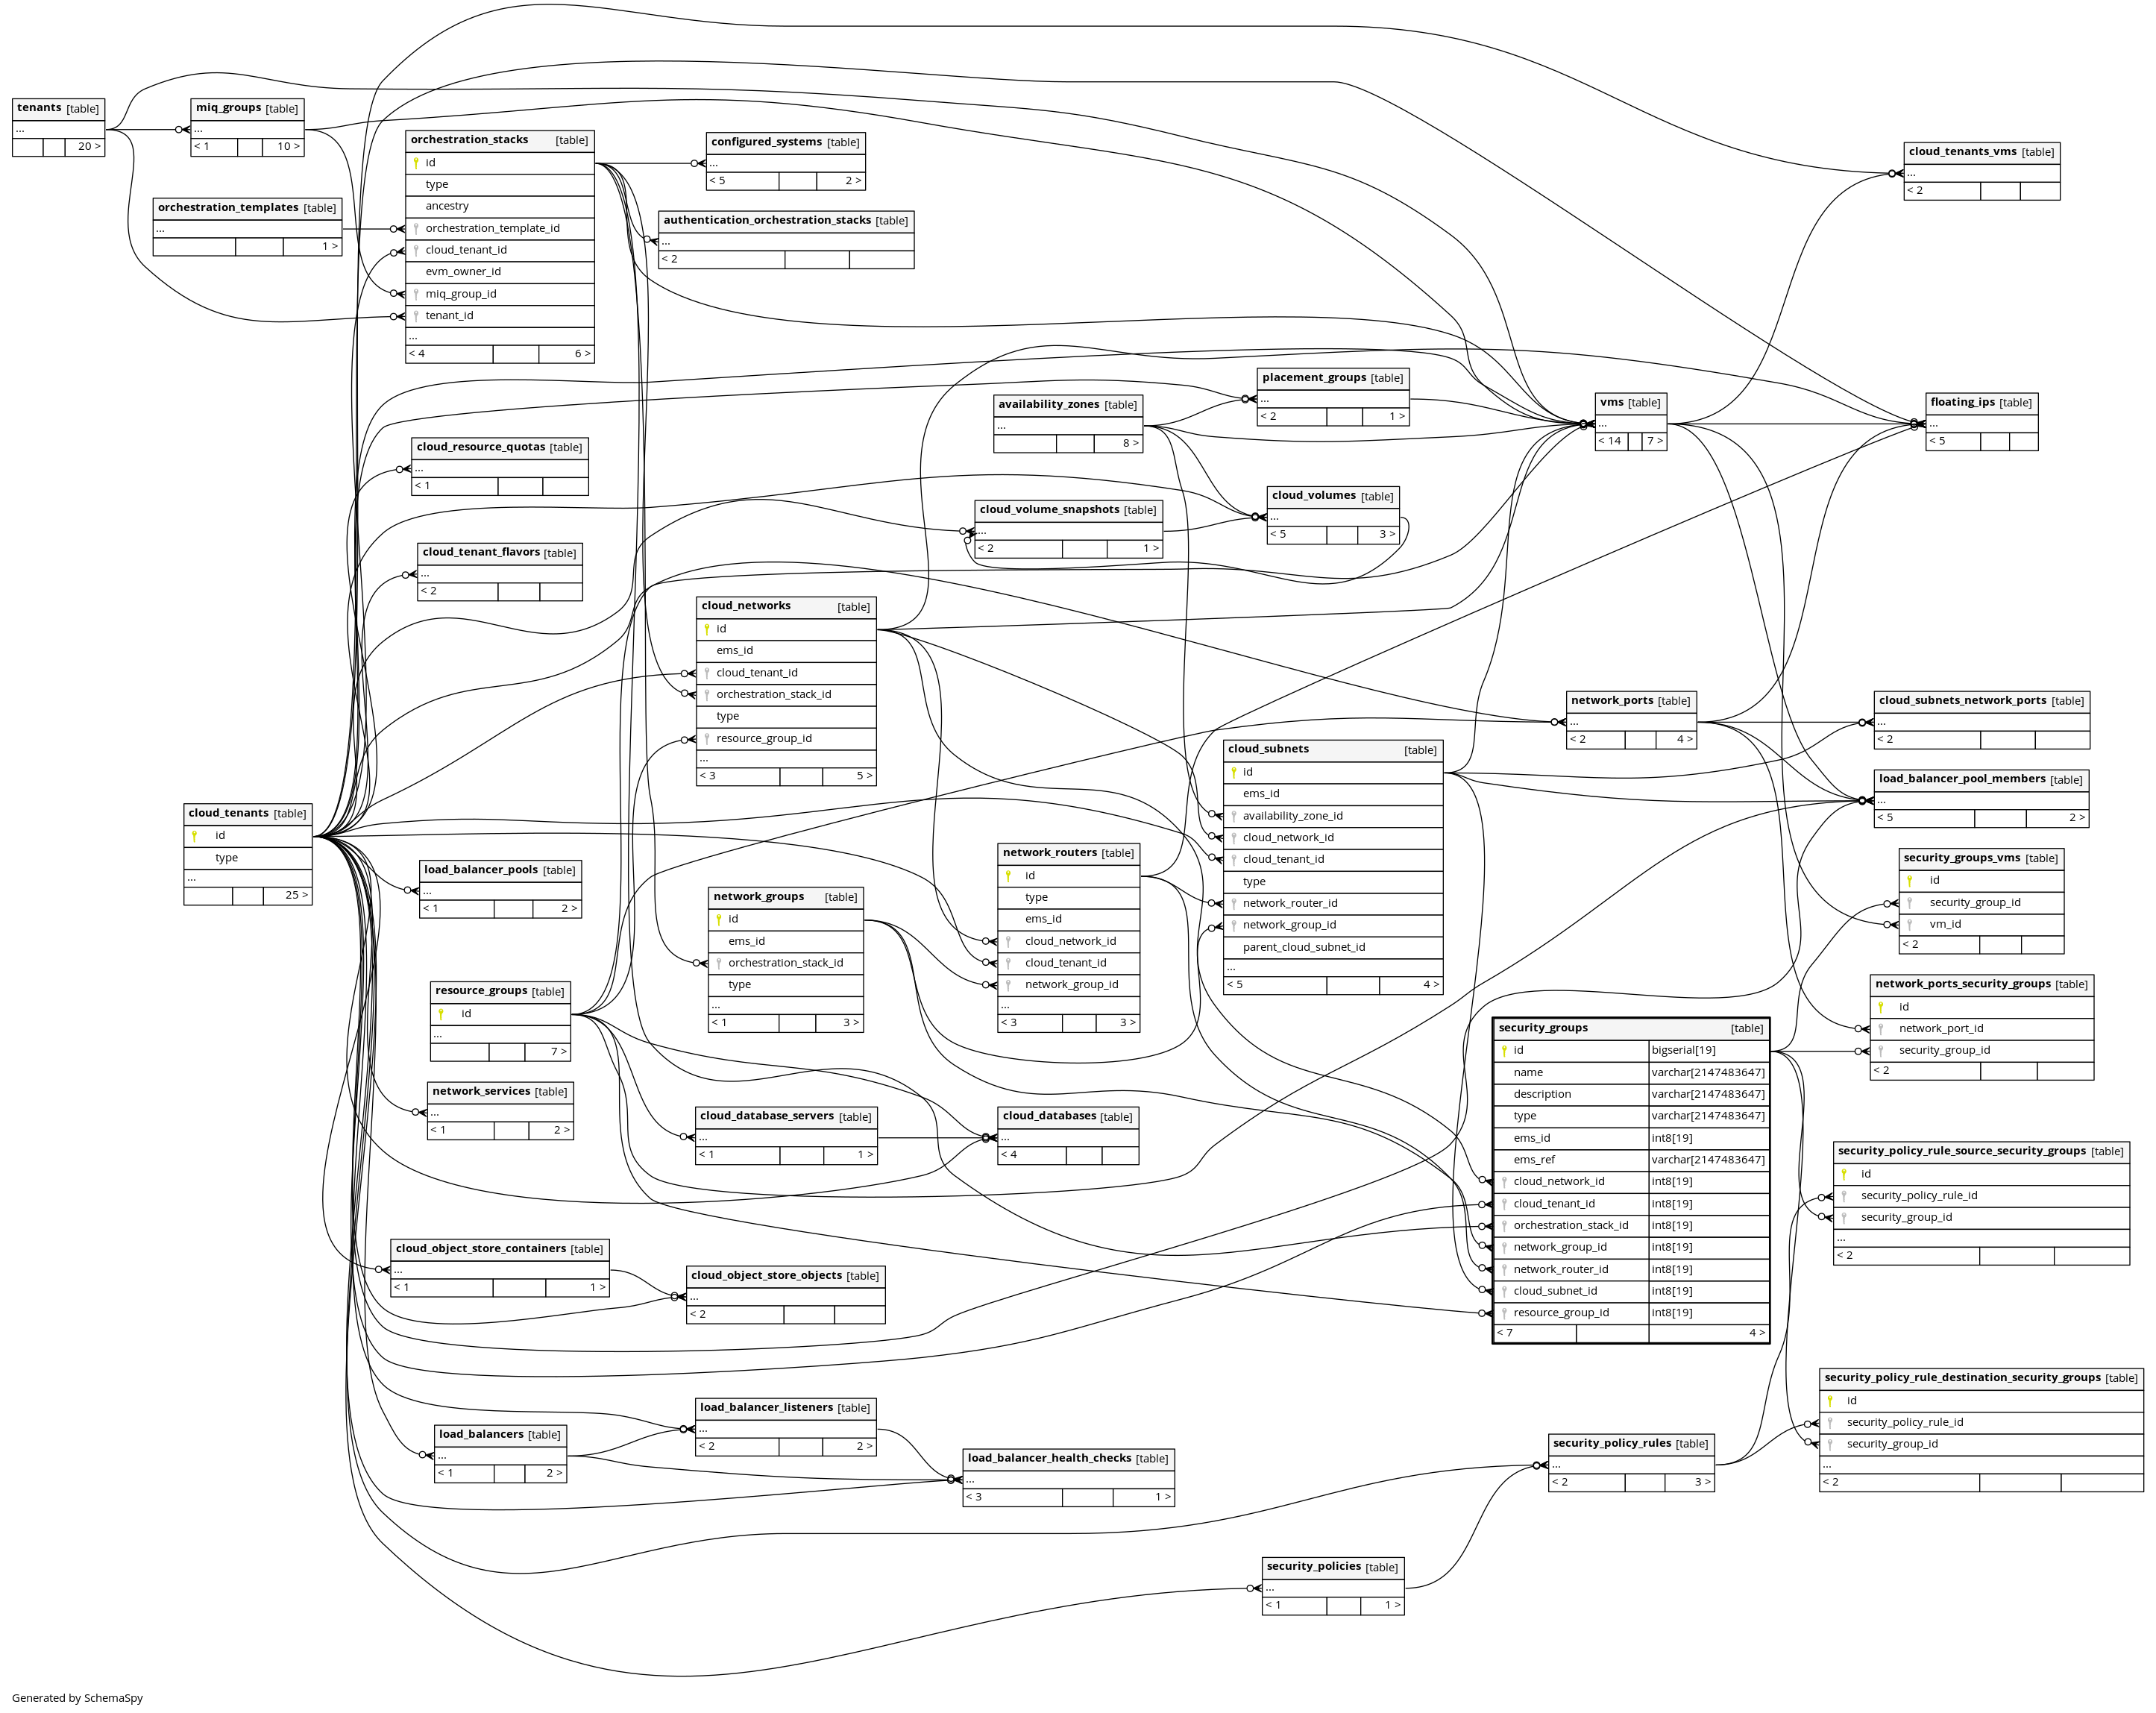 tenants [table]
...
20 >
miq_groups [table]
...
< 1 10 >
orchestration_templates [table]
...
1 >
orchestration_stacks [table]
id
type
ancestry
orchestration_template_id
cloud_tenant_id
evm_owner_id
miq_group_id
tenant_id
...
< 4 6 >
configured_systems [table]
...
< 5 2 >
authentication_orchestration_stacks [table]
...
< 2
cloud_tenants_vms [table]
...
< 2
placement_groups [table]
...
< 2 1 >
availability_zones [table]
...
8 >
vms [table]
...
< 14 7 >
floating_ips [table]
...
< 5
cloud_resource_quotas [table]
...
< 1
cloud_volume_snapshots [table]
...
< 2 1 >
cloud_volumes [table]
...
< 5 3 >
cloud_tenant_flavors [table]
...
< 2
cloud_networks [table]
id
ems_id
cloud_tenant_id
orchestration_stack_id
type
resource_group_id
...
< 3 5 >
network_ports [table]
...
< 2 4 >
cloud_subnets_network_ports [table]
...
< 2
cloud_subnets [table]
id
ems_id
availability_zone_id
cloud_network_id
cloud_tenant_id
type
network_router_id
network_group_id
parent_cloud_subnet_id
...
< 5 4 >
load_balancer_pool_members [table]
...
< 5 2 >
cloud_tenants [table]
id
type
...
25 >
load_balancer_pools [table]
...
< 1 2 >
network_groups [table]
id
ems_id
orchestration_stack_id
type
...
< 1 3 >
network_routers [table]
id
type
ems_id
cloud_network_id
cloud_tenant_id
network_group_id
...
< 3 3 >
security_groups_vms [table]
id
security_group_id
vm_id
< 2
network_ports_security_groups [table]
id
network_port_id
security_group_id
< 2
resource_groups [table]
id
...
7 >
security_groups [table]
id bigserial[19]
name varchar[2147483647]
description varchar[2147483647]
type varchar[2147483647]
ems_id int8[19]
ems_ref varchar[2147483647]
cloud_network_id int8[19]
cloud_tenant_id int8[19]
orchestration_stack_id int8[19]
network_group_id int8[19]
network_router_id int8[19]
cloud_subnet_id int8[19]
resource_group_id int8[19]
< 7 4 >
network_services [table]
...
< 1 2 >
cloud_database_servers [table]
...
< 1 1 >
cloud_databases [table]
...
< 4
security_policy_rule_source_security_groups [table]
id
security_policy_rule_id
security_group_id
...
< 2
cloud_object_store_containers [table]
...
< 1 1 >
cloud_object_store_objects [table]
...
< 2
security_policy_rule_destination_security_groups [table]
id
security_policy_rule_id
security_group_id
...
< 2
load_balancers [table]
...
< 1 2 >
load_balancer_listeners [table]
...
< 2 2 >
load_balancer_health_checks [table]
...
< 3 1 >
security_policy_rules [table]
...
< 2 3 >
security_policies [table]
...
< 1 1 >
Generated by SchemaSpy